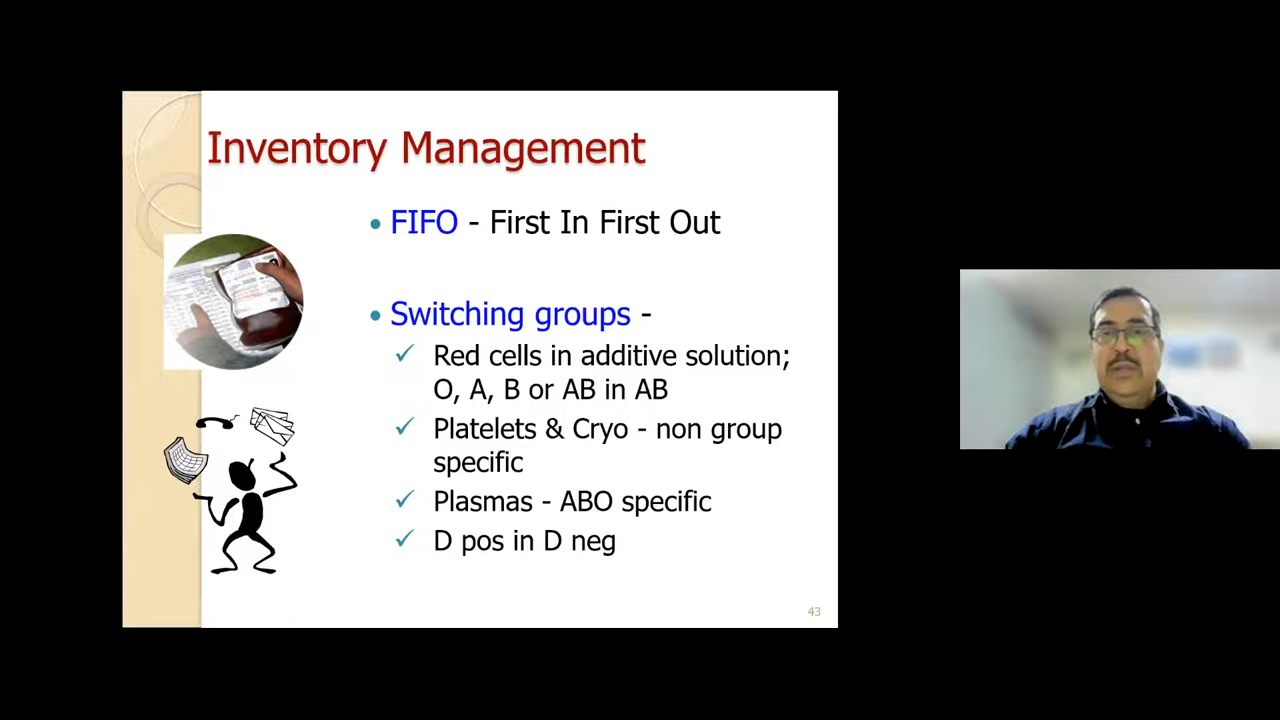 Inventory Management
• FIFO - First In First Out
• Switching groups -
✓ Red cells in additive solution;
O, A, B or AB in AB
✓ Platelets & Cryo - non group
specific
✓ Plasmas - ABO specific
✓ D pos in D neg
43